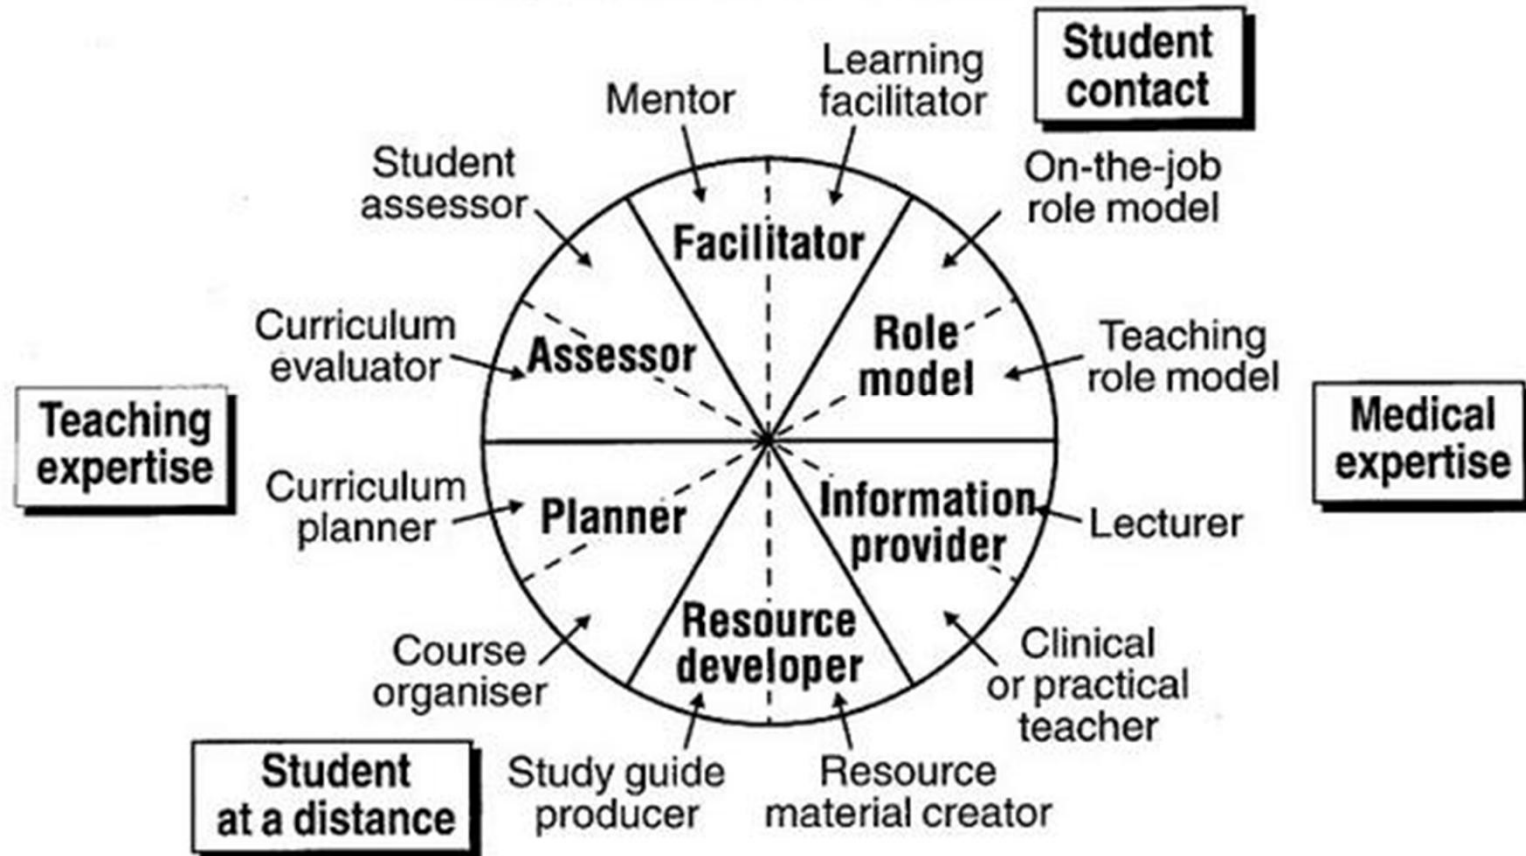 Student
contact
Learning
facilitator
Mentor
Student
assessor
On-the-job
role model
Facilitator
Curriculum
evaluator
Assessor
Role
model
Teaching
role model
Teaching
expertise
Medical
expertise
Curriculum
planner
Planner
Information
provider
Lecturer
Resource
developer
Course
organiser
Clinical
or practical
teacher
Student
at a distance
Study guide
producer
Resource
material creator